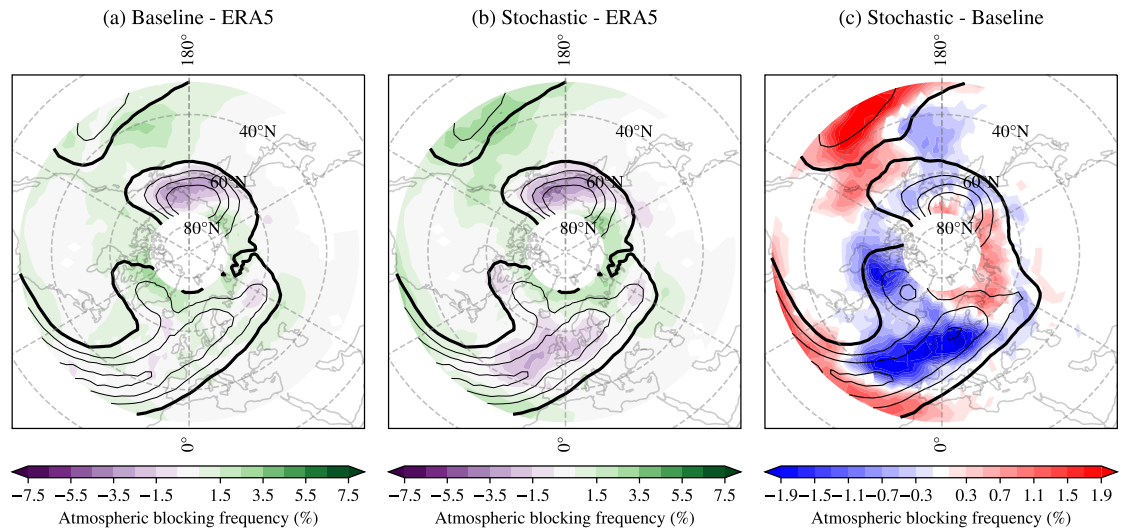 (a) Baseline - ERA5
(b) Stochastic - ERA5
(c) Stochastic - Baseline
180°
180°
180°
40°N
40°N
40°N
60°N
60°N
60°N
80°N
80°N
80°N
0°
0°
0°
−7.5 −5.5 −3.5 −1.5 1.5 3.5 5.5 7.5
−7.5 −5.5 −3.5 −1.5 1.5 3.5 5.5 7.5
−1.9 −1.5 −1.1 −0.7 −0.3 0.3 0.7 1.1 1.5 1.9
Atmospheric blocking frequency (%)
Atmospheric blocking frequency (%)
Atmospheric blocking frequency (%)